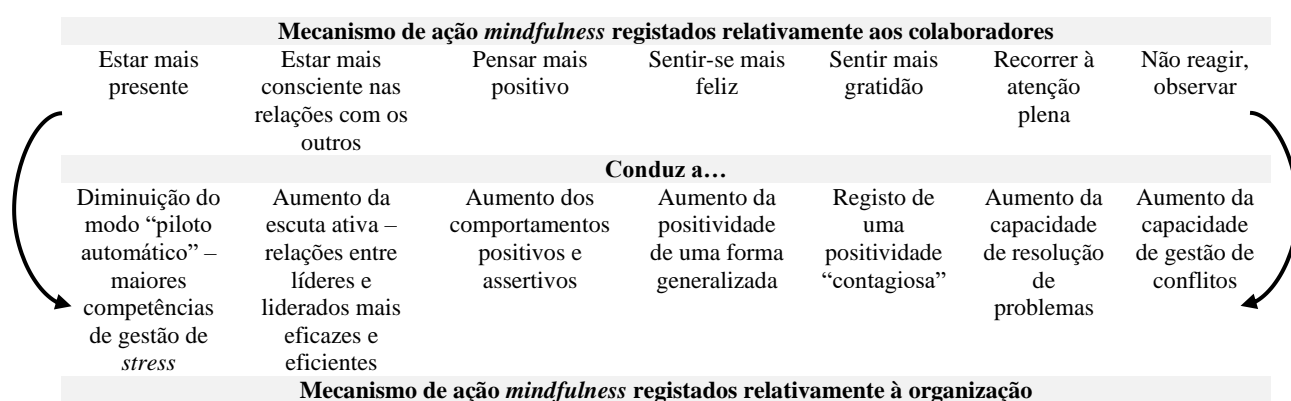 Mecanismo de ação mindfulness registados relativamente aos colaboradores
Estar mais
presente
Estar mais
consciente nas
relações com os
outros
Pensar mais
positivo
Sentir-se mais
feliz
Sentir mais
gratidão
Recorrer à
atenção
plena
Não reagir,
observar
Conduz a…
Diminuição do
modo “piloto
automático” –
maiores
competências
de gestão de
stress
Aumento da
escuta ativa –
relações entre
líderes e
liderados mais
eficazes e
eficientes
Aumento dos
comportamentos
positivos e
assertivos
Aumento da
positividade
de uma forma
generalizada
Registo de
uma
positividade
“contagiosa”
Aumento da
capacidade
de resolução
de
problemas
Aumento da
capacidade
de gestão de
conflitos
Mecanismo de ação mindfulness registados relativamente à organização